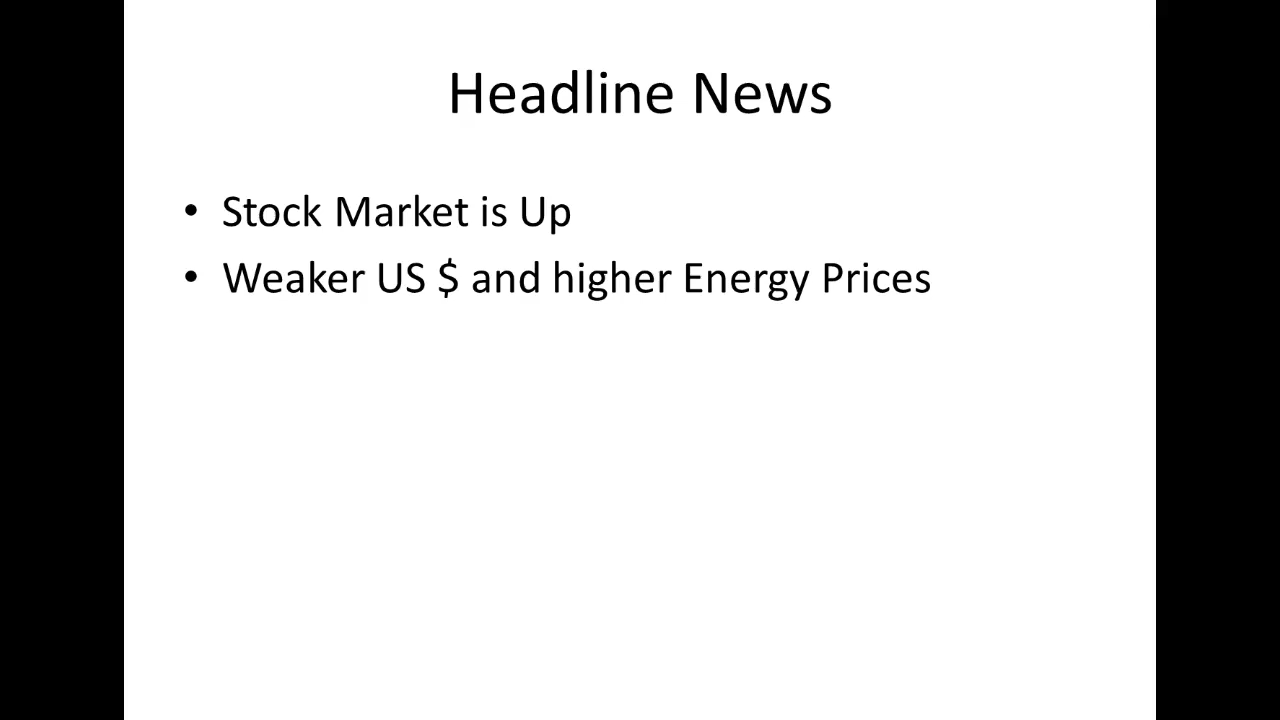 Headline News
• Stock Market is Up
• Weaker US $ and higher Energy Prices